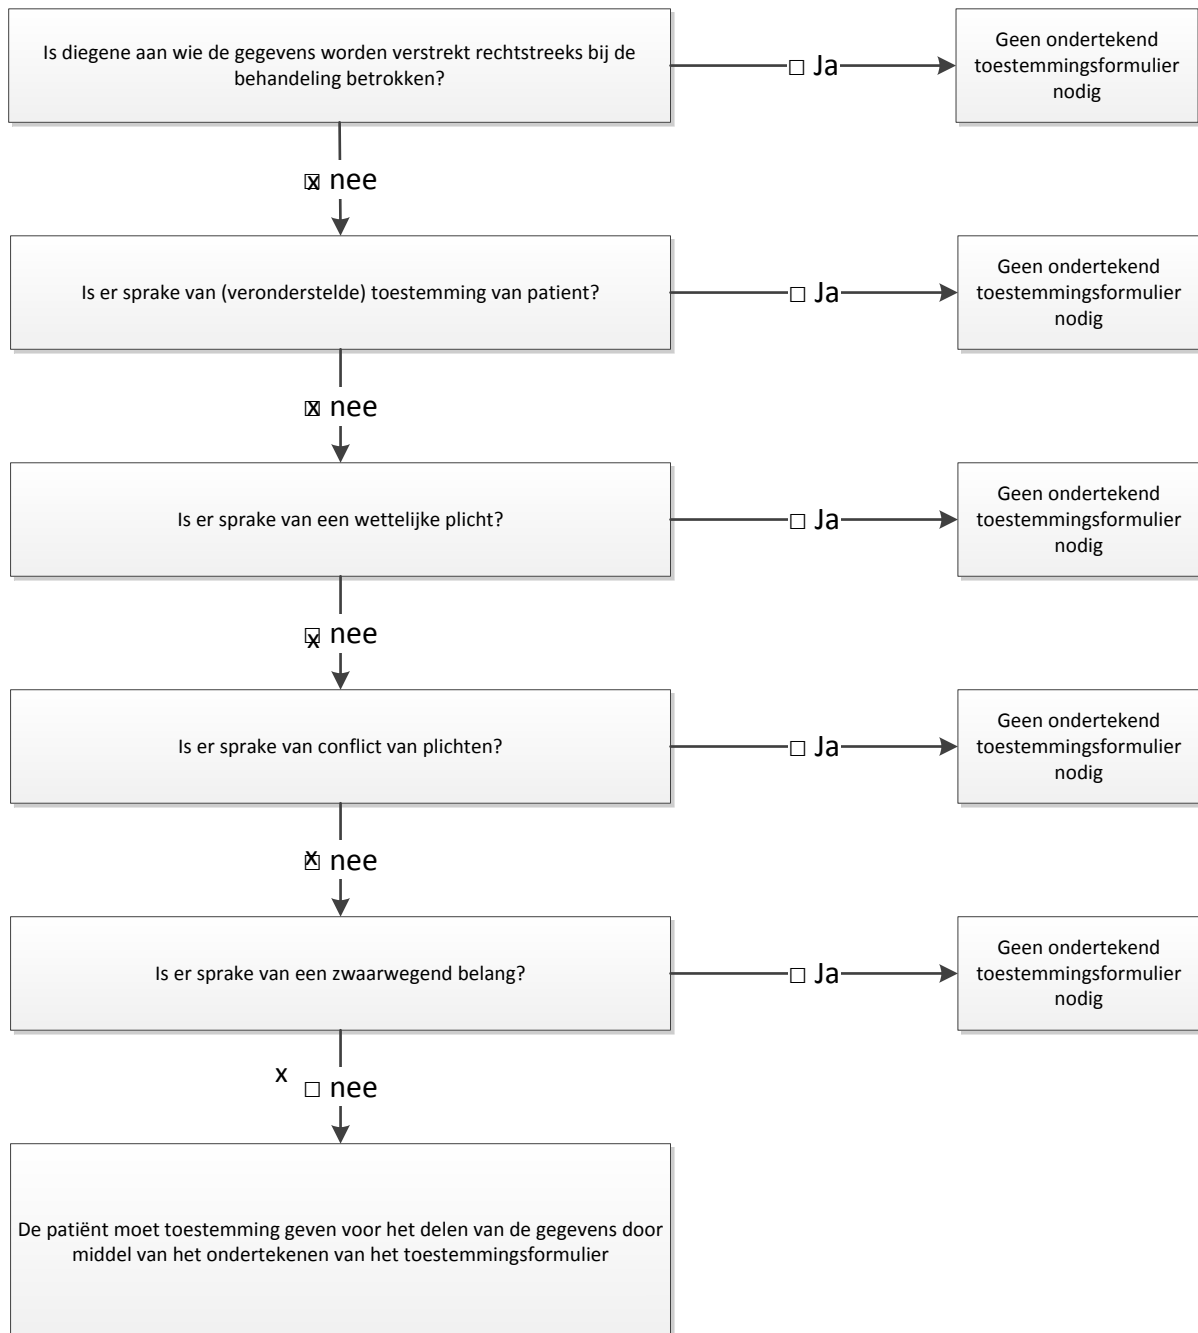 Is diegene aan wie de gegevens worden verstrekt rechtstreeks bij de
behandeling betrokken?
□ Ja
Geen ondertekend
toestemmingsformulier
nodig
x □ nee
Is er sprake van (veronderstelde) toestemming van patient?
□ Ja
Geen ondertekend
toestemmingsformulier
nodig
x □ nee
Is er sprake van een wettelijke plicht?
□ Ja
Geen ondertekend
toestemmingsformulier
nodig
x □ nee
Is er sprake van conflict van plichten?
□ Ja
Geen ondertekend
toestemmingsformulier
nodig
x □ nee
Is er sprake van een zwaarwegend belang?
□ Ja
Geen ondertekend
toestemmingsformulier
nodig
x □ nee
De patiënt moet toestemming geven voor het delen van de gegevens door
middel van het ondertekenen van het toestemmingsformulier